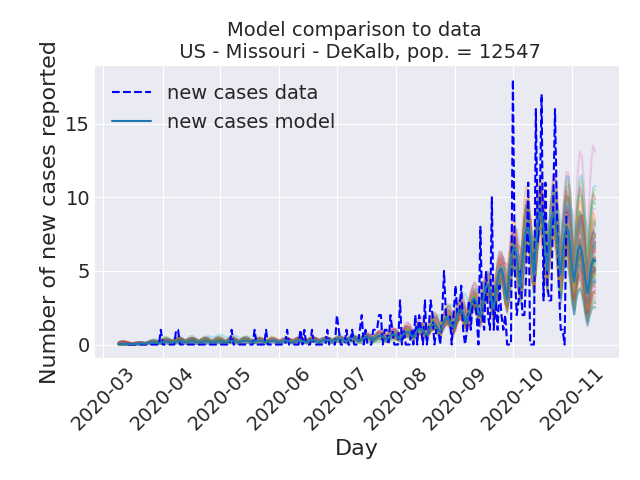 Model comparison to data
US - Missouri - DeKalb, pop. = 12547
new cases data
new cases model
Number of new cases reported
15
10
5
0
2020-03
2020-04
2020-05
2020-06
2020-07
2020-08
2020-09
2020-10
2020-11
Day